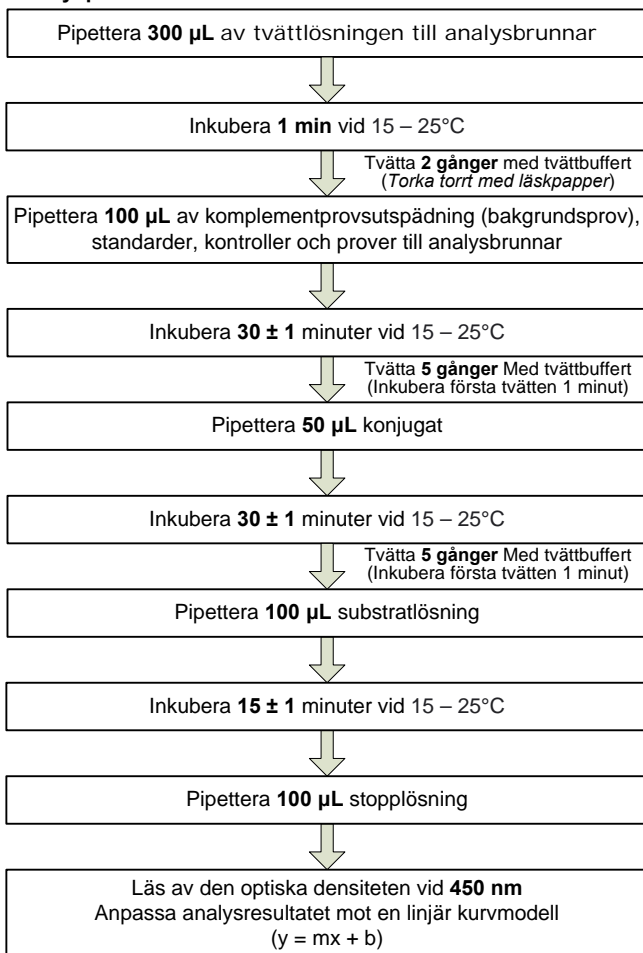 Pipettera 300 µL av tvättlösningen till analysbrunnar
Inkubera 1 min vid 15 – 25°C
Tvätta 2 gånger med tvättbuffert
(Torka torrt med läskpapper)
Pipettera 100 µL av komplementprovsutspädning (bakgrundsprov),
standarder, kontroller och prover till analysbrunnar
Inkubera 30 ± 1 minuter vid 15 – 25°C
Tvätta 5 gånger Med tvättbuffert
(Inkubera första tvätten 1 minut)
Pipettera 50 µL konjugat
Inkubera 30 ± 1 minuter vid 15 – 25°C
Tvätta 5 gånger Med tvättbuffert
(Inkubera första tvätten 1 minut)
Pipettera 100 µL substratlösning
Inkubera 15 ± 1 minuter vid 15 – 25°C
Pipettera 100 µL stopplösning
Läs av den optiska densiteten vid 450 nm
Anpassa analysresultatet mot en linjär kurvmodell
(y = mx + b)